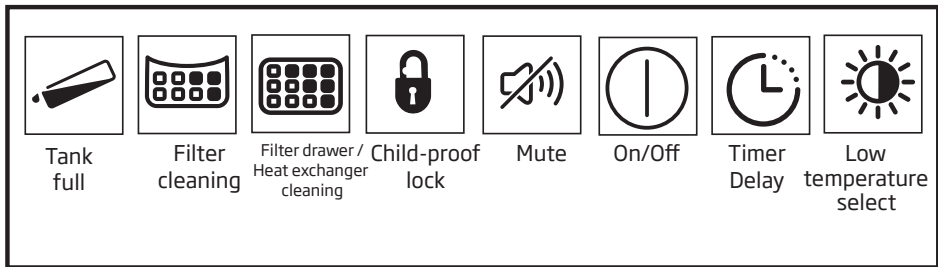 Tank
full
Filter
cleaning
Filter drawer /
Heat exchanger
cleaning
Child-proof
lock
Mute
On/Off
Timer
Delay
Low
temperature
select